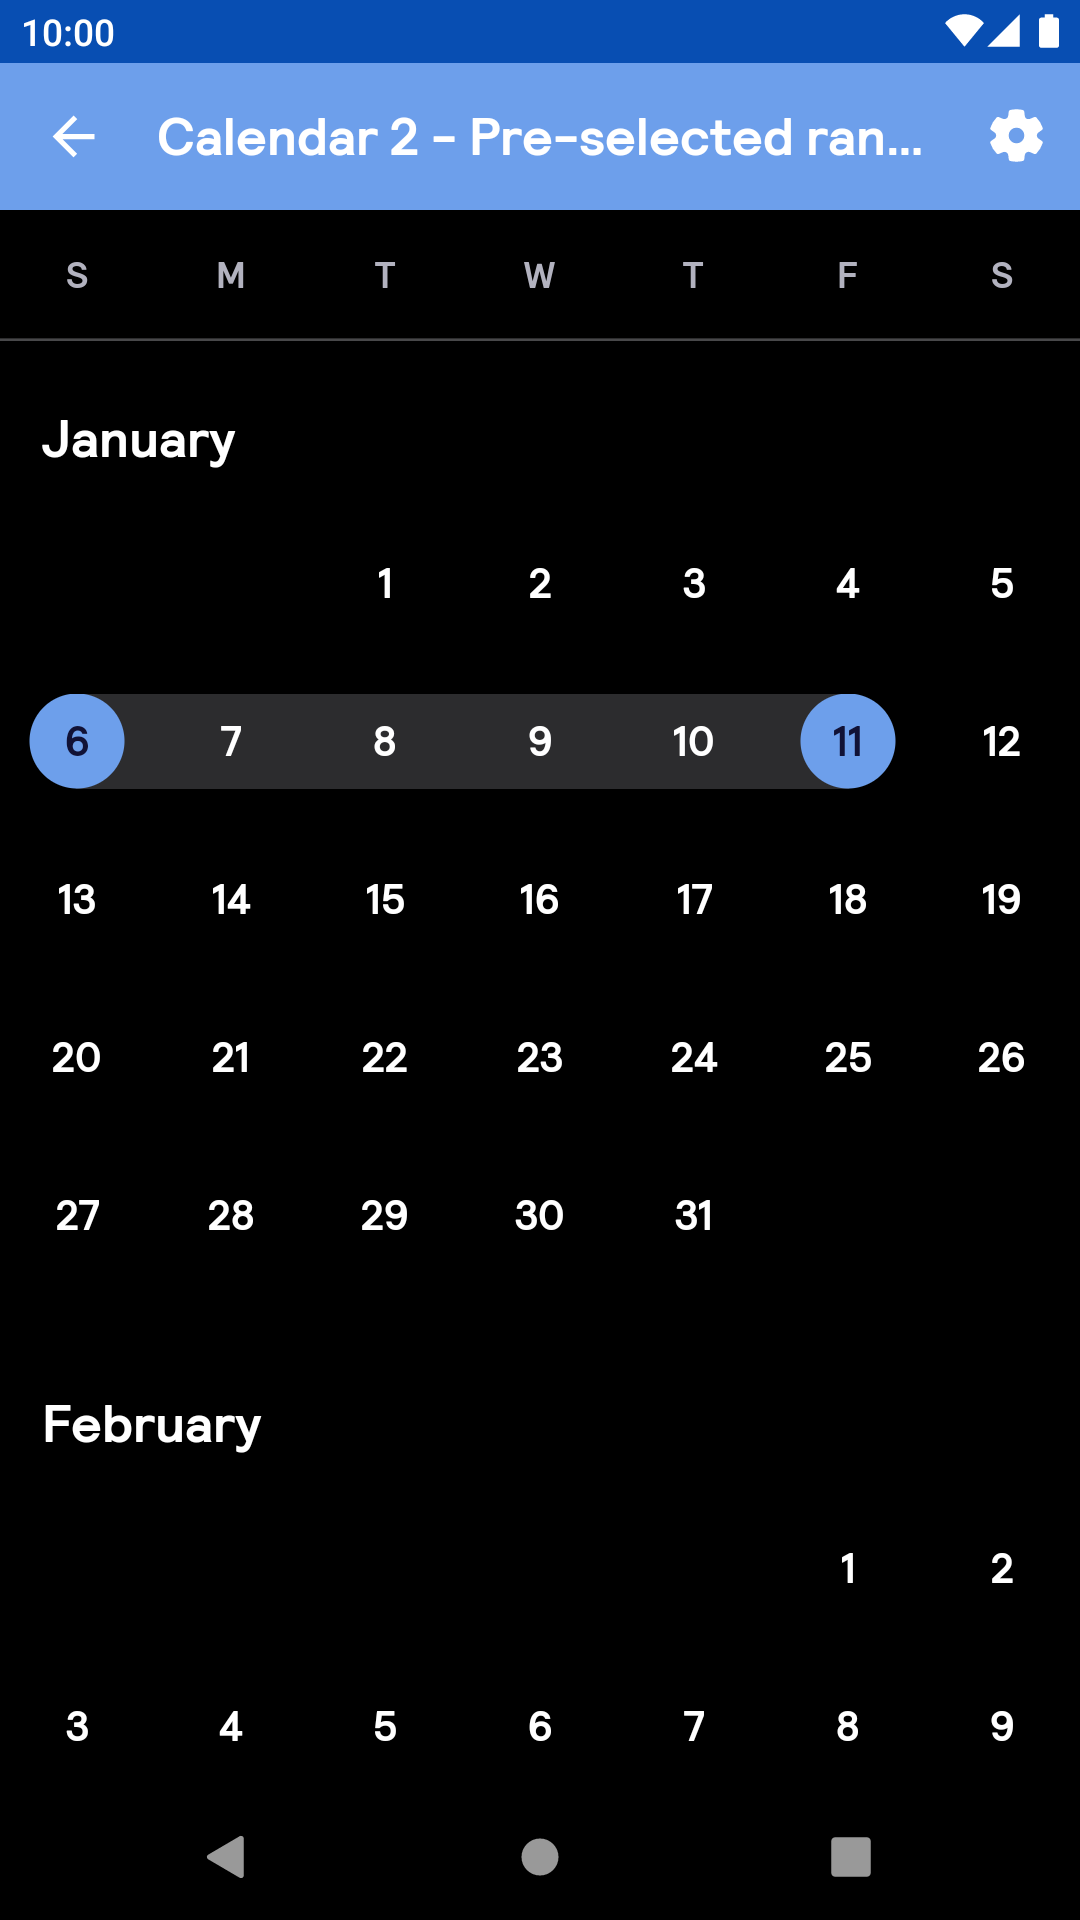 10:00
Calendar 2 - Pre-selected ran...
S M T W T F S
January
1 2 3 4 5
6 7 8 9 10 11 12
13 14 15 16 17 18 19
20 21 22 23 24 25 26
27 28 29 30 31
February
1 2
3 4 5 6 7 8 9